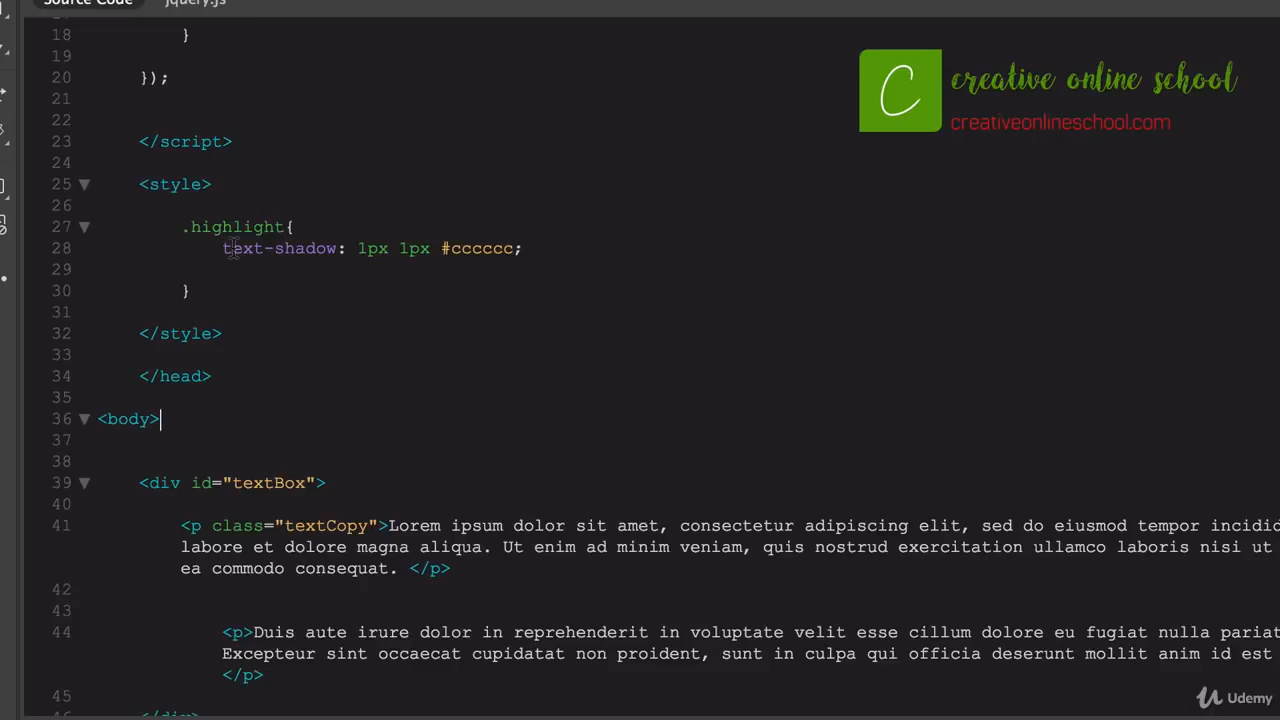 Source Code jquery.js
18 }
19
20 });
21
22
23 </script>
24
25 <style>
26
27 .highlight{
28 text-shadow: 1px 1px #cccccc;
29
30 }
31
32 </style>
33
34 </head>
35
36 <body>
37
38
39 <div id="textBox">
40
41 <p class="textCopy">Lorem ipsum dolor sit amet, consectetur adipiscing elit, sed do eiusmod tempor incidid
labore et dolore magna aliqua. Ut enim ad minim veniam, quis nostrud exercitation ullamco laboris nisi ut
ea commodo consequat. </p>
42
43
44 <p>Duis aute irure dolor in reprehenderit in voluptate velit esse cillum dolore eu fugiat nulla pariat
Excepteur sint occaecat cupidatat non proident, sunt in culpa qui officia deserunt mollit anim id est
</p>
45
46 </div>
C creative online school
creativeonlineschool.com
Udemy